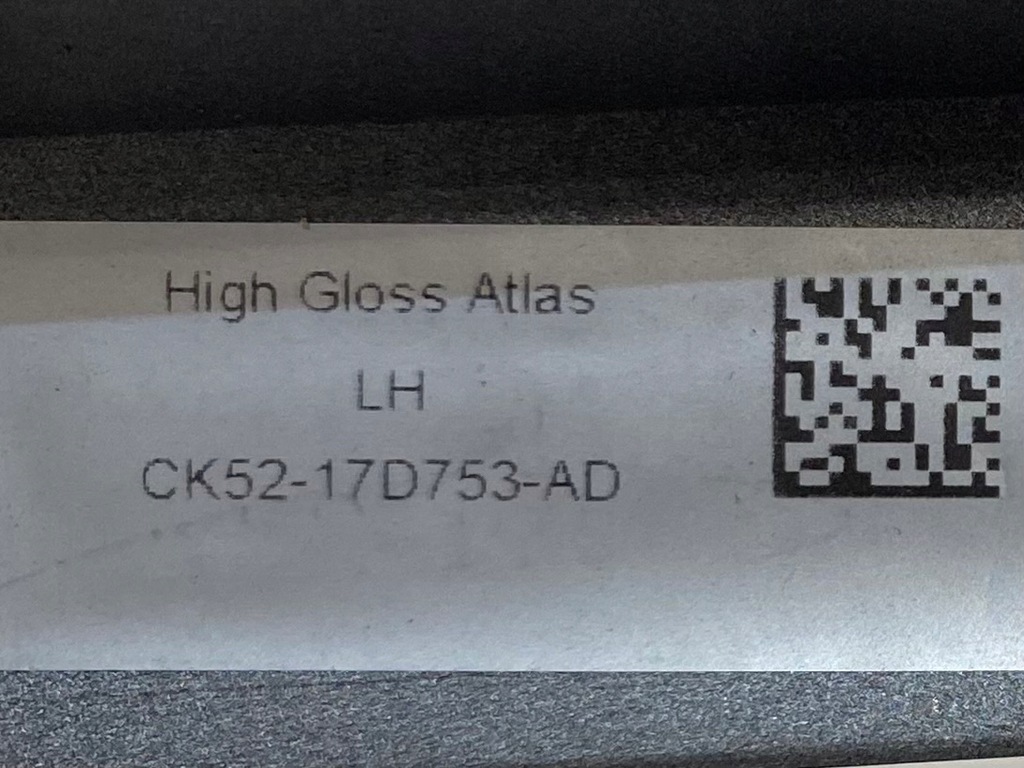 High Gloss Atlas
LH
CK52-17D753-AD